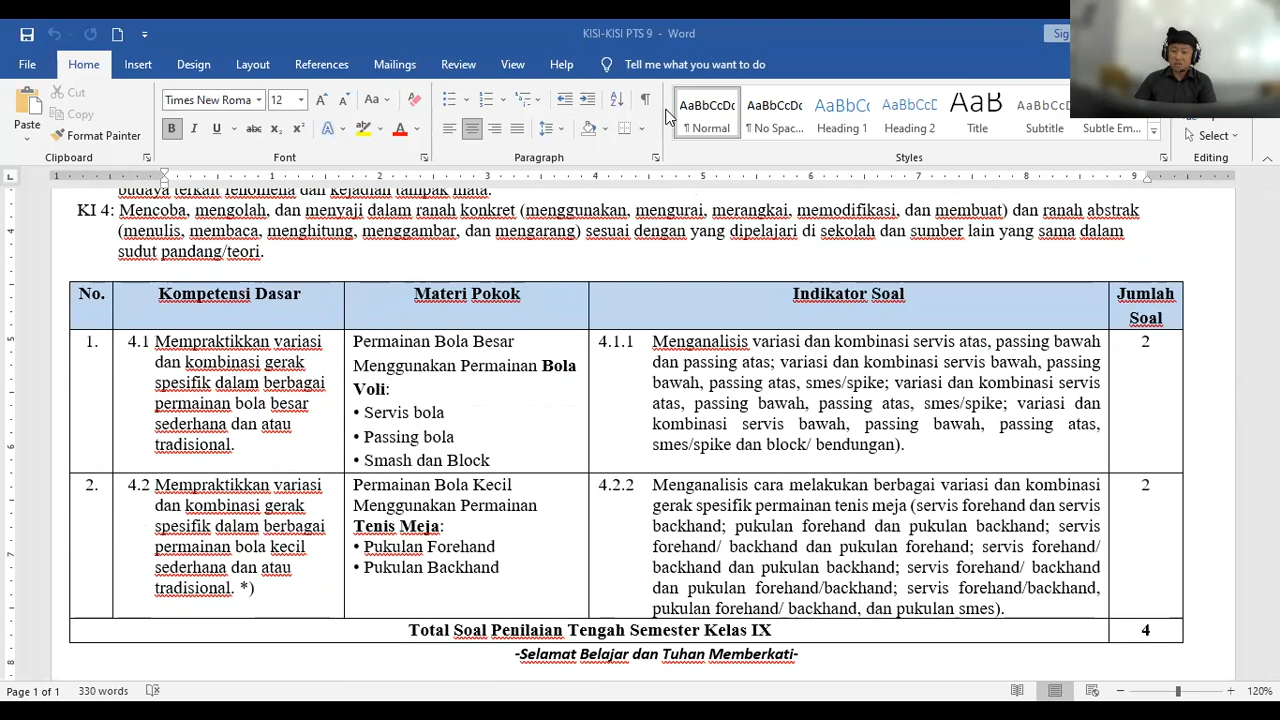 KISI-KISI PTS 9 - Word
Sig
File Home Insert Design Layout References Mailings Review View Help Tell me what you want to do
Paste
Cut
Copy
Format Painter
Clipboard
Times New Roma 12
B I U abc
Font
Paragraph
AaBbCcDc AaBbCcDc AaBbCc AaBbCcD AaB AaBbCcD
¶ Normal ¶ No Spac... Heading 1 Heading 2 Title Subtitle Subtle Em...
Styles
Select
Editing
budaya terkait fenomena dan kejadian tampak mata.
KI 4: Mencoba, mengolah, dan menyaji dalam ranah konkret (menggunakan, mengurai, merangkai, memodifikasi, dan membuat) dan ranah abstrak
(menulis, membaca, menghitung, menggambar, dan mengarang) sesuai dengan yang dipelajari di sekolah dan sumber lain yang sama dalam
sudut pandang/teori.
No. Kompetensi Dasar Materi Pokok Indikator Soal Jumlah
Soal
1.
4.1 Mempraktikkan variasi
dan kombinasi gerak
spesifik dalam berbagai
permainan bola besar
sederhana dan atau
tradisional.
Permainan Bola Besar
Menggunakan Permainan Bola
Voli:
• Servis bola
• Passing bola
• Smash dan Block
4.1.1 Menganalisis variasi dan kombinasi servis atas, passing bawah
dan passing atas; variasi dan kombinasi servis bawah, passing
bawah, passing atas, smes/spike; variasi dan kombinasi servis
atas, passing bawah, passing atas, smes/spike; variasi dan
kombinasi servis bawah, passing bawah, passing atas,
smes/spike dan block/ bendungan).
2
2.
4.2 Mempraktikkan variasi
dan kombinasi gerak
spesifik dalam berbagai
permainan bola kecil
sederhana dan atau
tradisional. *)
Permainan Bola Kecil
Menggunakan Permainan
Tenis Meja:
• Pukulan Forehand
• Pukulan Backhand
4.2.2 Menganalisis cara melakukan berbagai variasi dan kombinasi
gerak spesifik permainan tenis meja (servis forehand dan servis
backhand; pukulan forehand dan pukulan backhand; servis
forehand/ backhand dan pukulan forehand; servis forehand/
backhand dan pukulan backhand; servis forehand/ backhand
dan pukulan forehand/backhand; servis forehand/backhand,
pukulan forehand/ backhand, dan pukulan smes).
2
Total Soal Penilaian Tengah Semester Kelas IX 4
-Selamat Belajar dan Tuhan Memberkati-
Page 1 of 1 330 words 120%